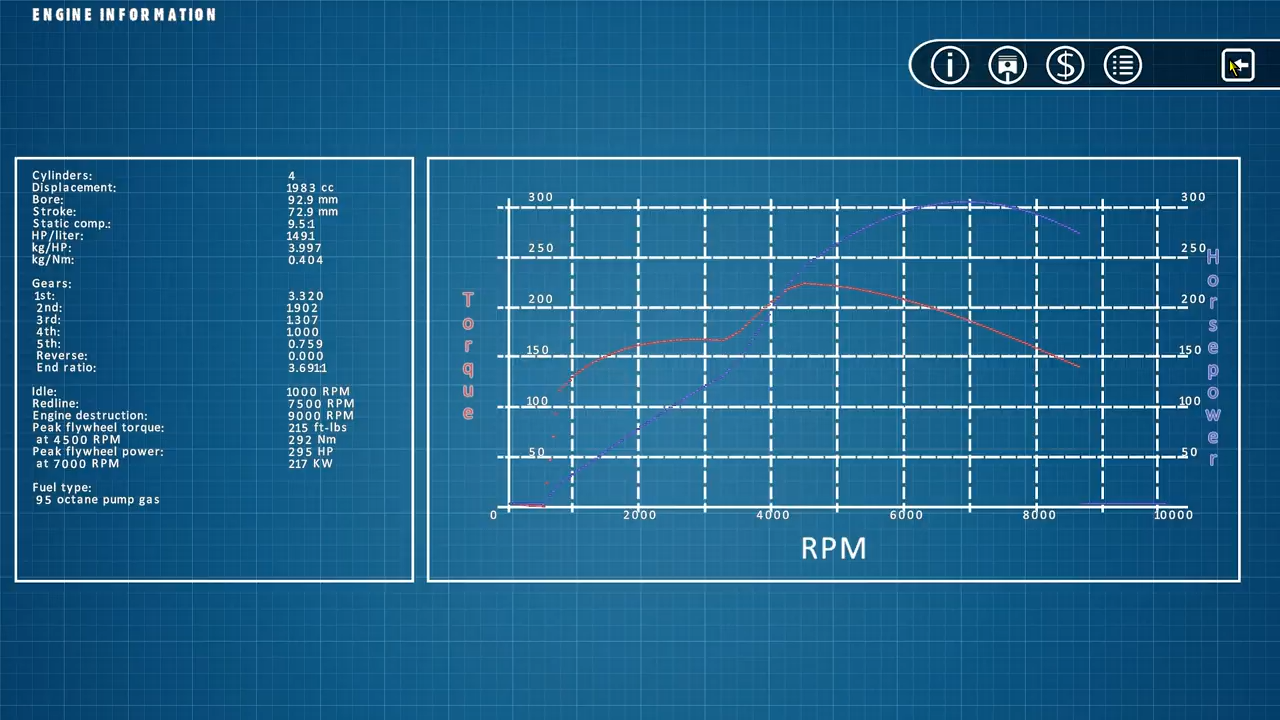 ENGINE INFORMATION
Cylinders: 4
Displacement: 1983 cc
Bore: 92.9 mm
Stroke: 72.9 mm
Static comp.: 9.5:1
HP/liter: 149.1
kg/HP: 3.997
kg/Nm: 0.404
Gears:
1st: 3.320
2nd: 1.902
3rd: 1.307
4th: 1.000
5th: 0.759
Reverse: 0.000
End ratio: 3.691:1
Idle: 1000 RPM
Redline: 7500 RPM
Engine destruction: 9000 RPM
Peak flywheel torque: 215 ft-lbs
at 4500 RPM 292 Nm
Peak flywheel power: 295 HP
at 7000 RPM 217 KW
Fuel type:
95 octane pump gas
Torque
300 300
250 250
200 200
150 150
100 100
50 50
0 2000 4000 6000 8000 10000
RPM
Horsepower